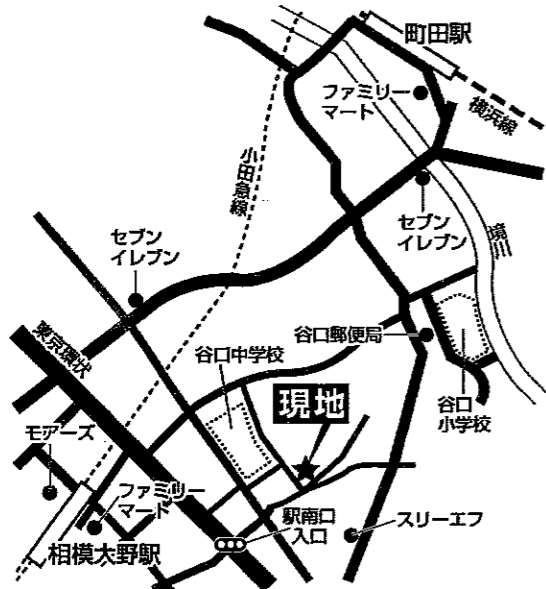 町田駅
ファミリー
マート
横浜線
小田急線
セブン
イレブン
セブン
イレブン
境川
東京環状
谷口中学校
谷口郵便局
現地
谷口
小学校
モアーズ
ファミリー
マート
駅南口
入口
スリーエフ
相模大野駅